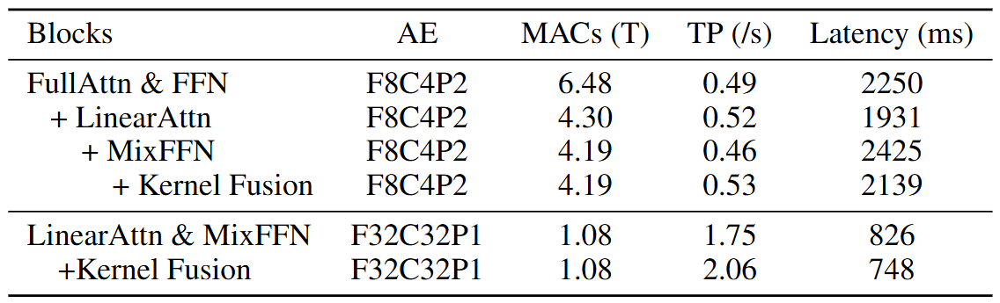 Blocks AE MACs (T) TP (/s) Latency (ms)
FullAttn & FFN F8C4P2 6.48 0.49 2250
+ LinearAttn F8C4P2 4.30 0.52 1931
+ MixFFN F8C4P2 4.19 0.46 2425
+ Kernel Fusion F8C4P2 4.19 0.53 2139
LinearAttn & MixFFN F32C32P1 1.08 1.75 826
+Kernel Fusion F32C32P1 1.08 2.06 748